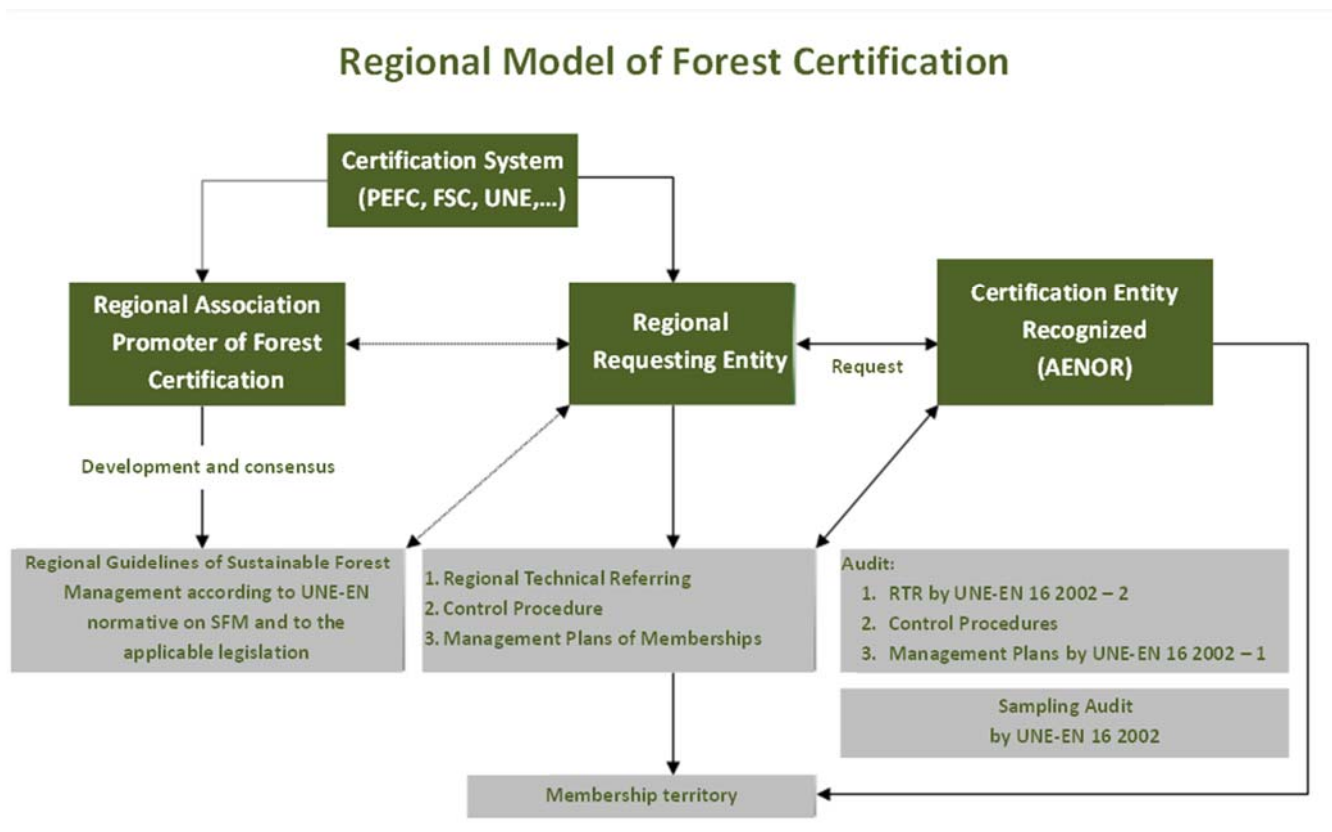 Regional Model of Forest Certification
Certification System
(PEFC, FSC, UNE,...)
Regional Association
Promoter of Forest
Certification
Regional
Requesting Entity
Request
Certification Entity
Recognized
(AENOR)
Development and consensus
Regional Guidelines of Sustainable Forest
Management according to UNE-EN
normative on SFM and to the
applicable legislation
1. Regional Technical Referring
2. Control Procedure
3. Management Plans of Memberships
Audit:
1. RTR by UNE-EN 16 2002 – 2
2. Control Procedures
3. Management Plans by UNE-EN 16 2002 – 1
Sampling Audit
by UNE-EN 16 2002
Membership territory